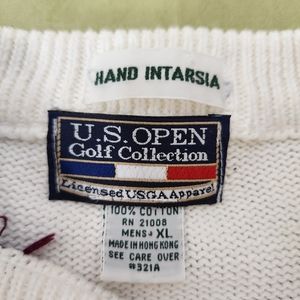 HAND INTARSIA
U.S. OPEN
Golf Collection
Licensed USGA Apparel
100% COTTON
RN 21008
MENS XL
MADE IN HONG KONG
SEE CARE OVER
#321A